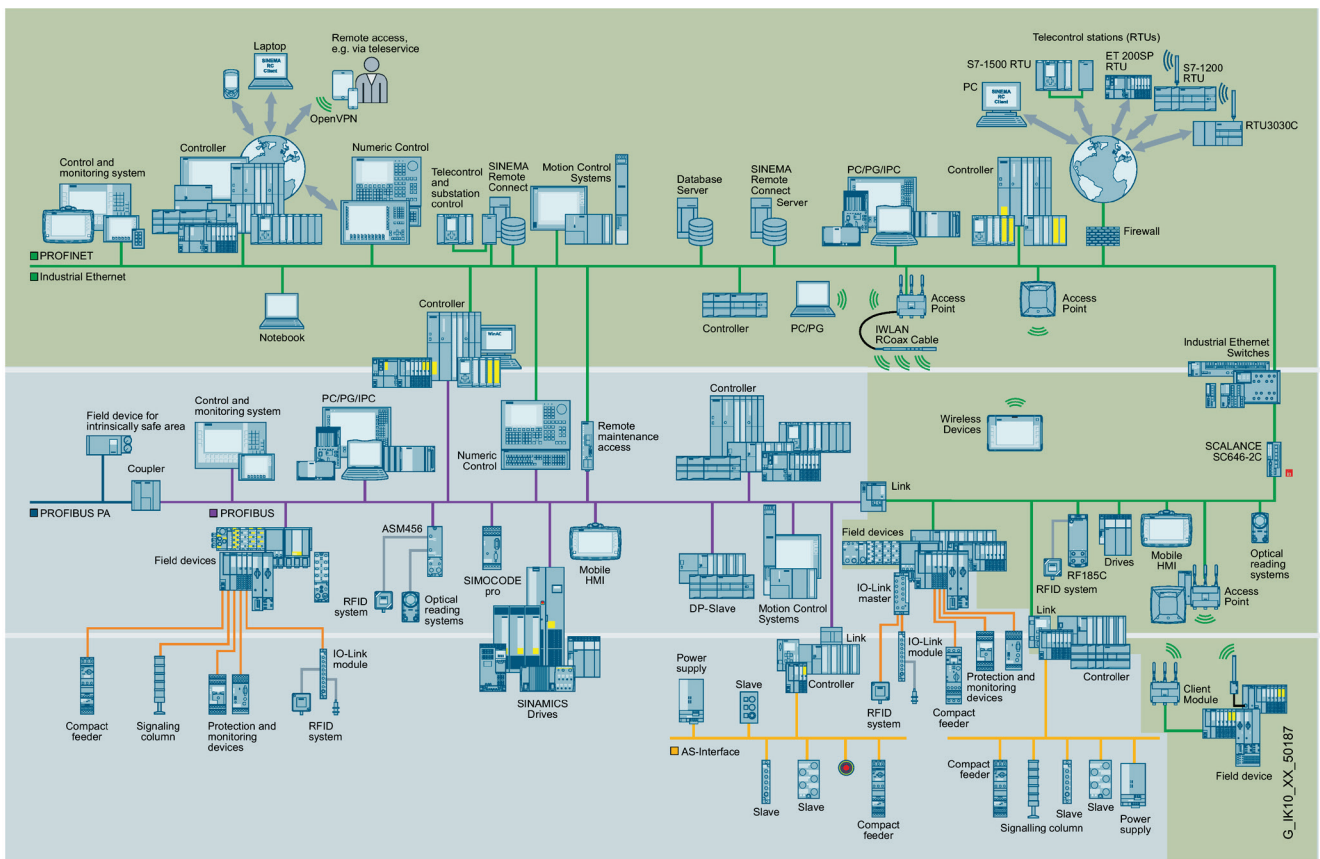 Remote access,
e.g. via teleservice
Laptop
SINEMA
RC
Client
OpenVPN
Telecontrol stations (RTUs)
S7-1500 RTU
ET 200SP
RTU
S7-1200
RTU
PC
SINEMA
RC
Client
RTU3030C
Control and
monitoring system
Controller
Numeric Control
Telecontrol
and
substation
control
SINEMA
Remote
Connect
Motion Control
Systems
Database
Server
SINEMA
Remote
Connect
Server
PC/PG/IPC
Controller
Firewall
PROFINET
Industrial Ethernet
Notebook
Controller
WinAC
Controller
PC/PG
Access
Point
IWLAN
RCoax Cable
Access
Point
Industrial Ethernet
Switches
Field device for
intrinsically safe area
Control and
monitoring system
PC/PG/IPC
Numeric
Control
Remote
maintenance
access
Controller
Wireless
Devices
SCALANCE
SC646-2C
Coupler
Link
PROFIBUS PA
PROFIBUS
Field devices
ASM456
RFID
system
Optical
reading
systems
SIMOCODE
pro
Mobile
HMI
DP-Slave
Motion Control
Systems
Field devices
IO-Link
master
RF185C
RFID system
Drives
Mobile
HMI
Access
Point
Optical
reading systems
Link
Link
Controller
Controller
IO-Link
module
Compact
feeder
Signaling
column
Protection and
monitoring
devices
RFID
system
SINAMICS
Drives
Power
supply
Slave
RFID
system
IO-Link
module
Compact
feeder
Protection and
monitoring
devices
Client
Module
Field device
AS-Interface
Slave
Slave
Compact
feeder
Compact
feeder
Signalling column
Slave
Slave
Power
supply
G_IK10_XX_50187